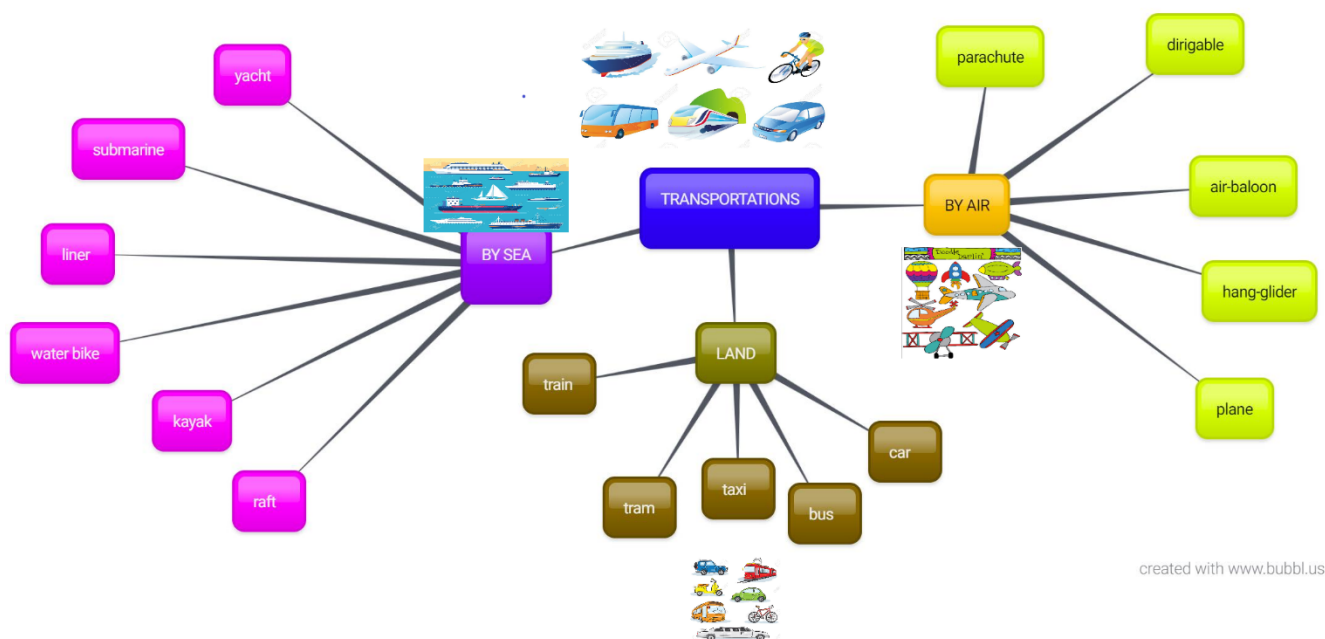 TRANSPORTATIONS
BY SEA
yacht
submarine
liner
water bike
kayak
raft
LAND
train
tram
taxi
bus
car
BY AIR
parachute
dirigable
air-baloon
hang-glider
plane
created with www.bubbl.us